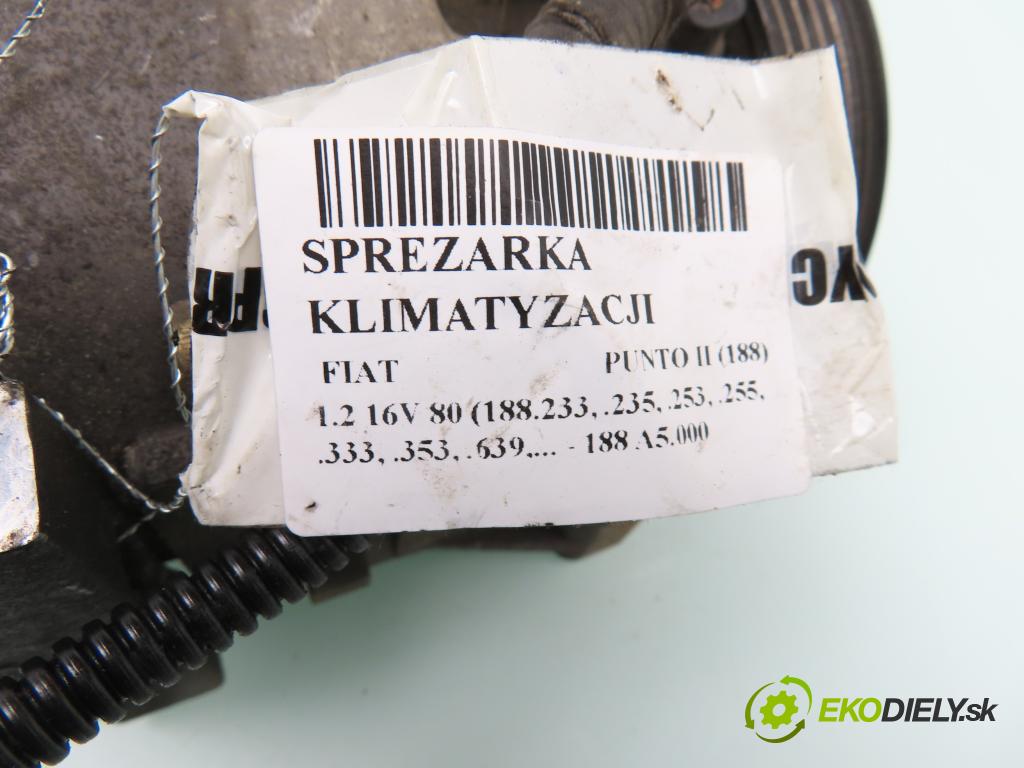 SPREZARKA
KLIMATYZACJI
FIAT PUNTO II (188)
1.2 16V 80 (188.233, .235, .253, .255,
.333, .353, .639,... - 188 A5.000
EKODIELY.sk